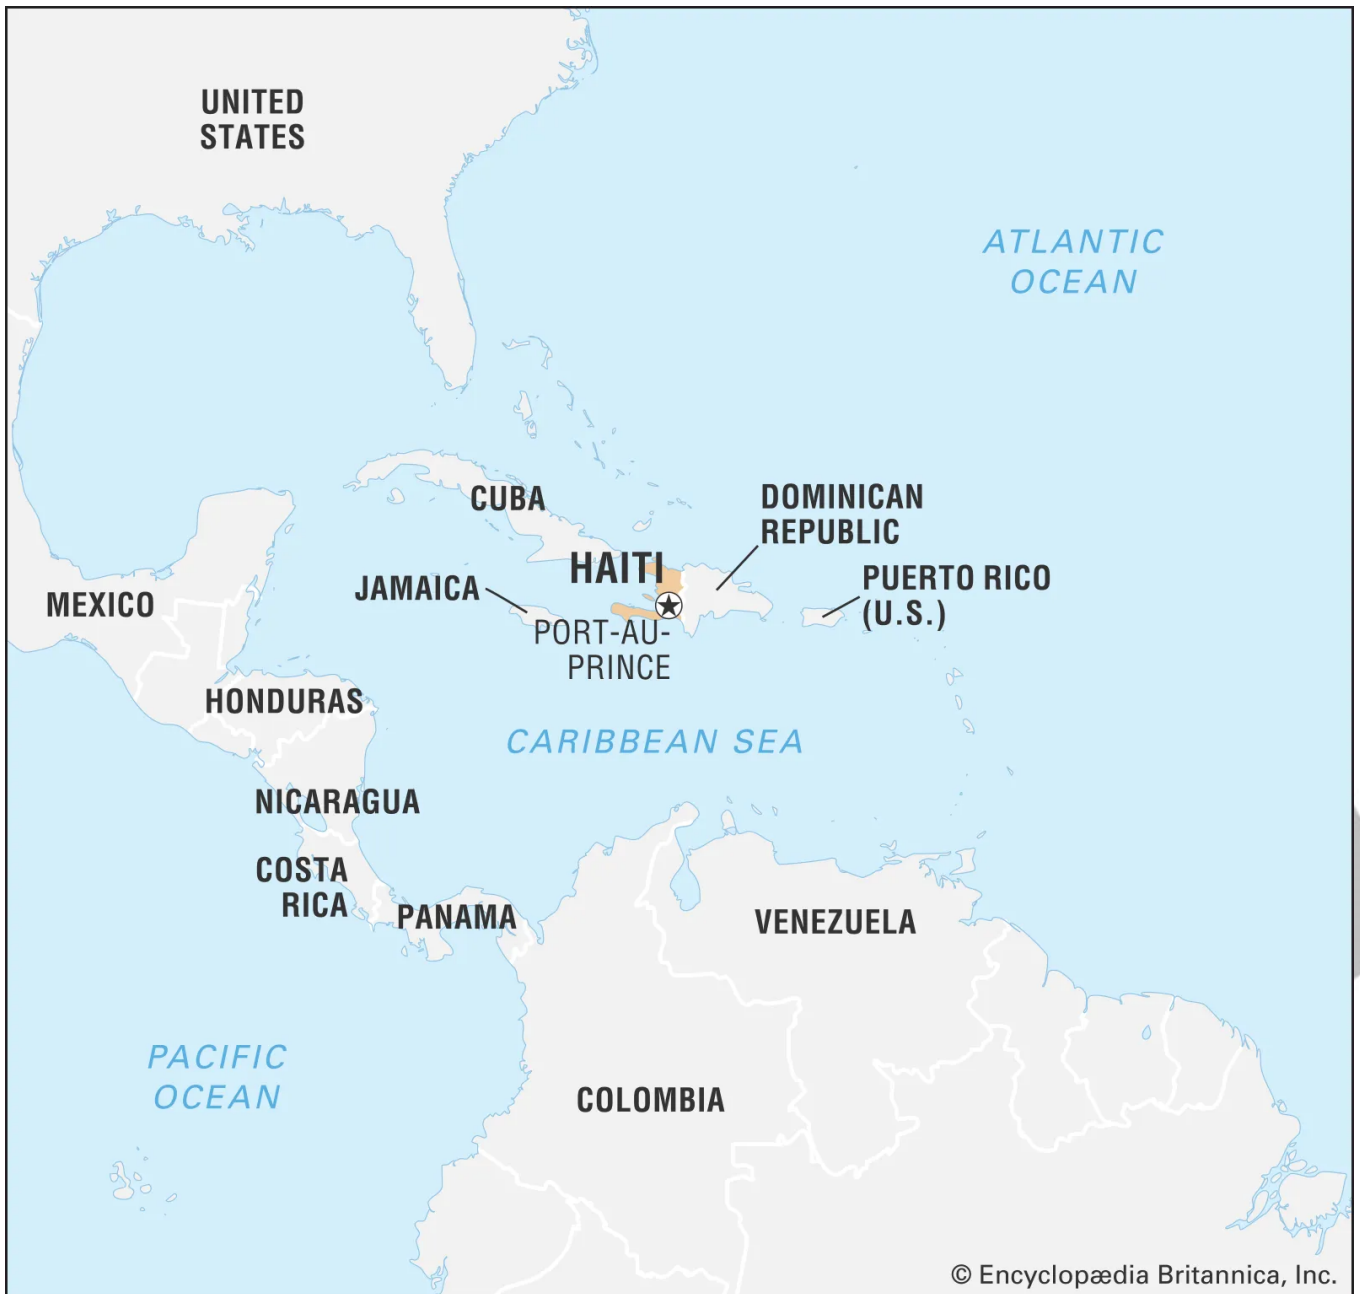 UNITED
STATES
ATLANTIC
OCEAN
CUBA
DOMINICAN
REPUBLIC
HAITI
JAMAICA
PUERTO RICO
(U.S.)
MEXICO
PORT-AU-
PRINCE
HONDURAS
CARIBBEAN SEA
NICARAGUA
COSTA
RICA
PANAMA
VENEZUELA
PACIFIC
OCEAN
COLOMBIA
© Encyclopædia Britannica, Inc.